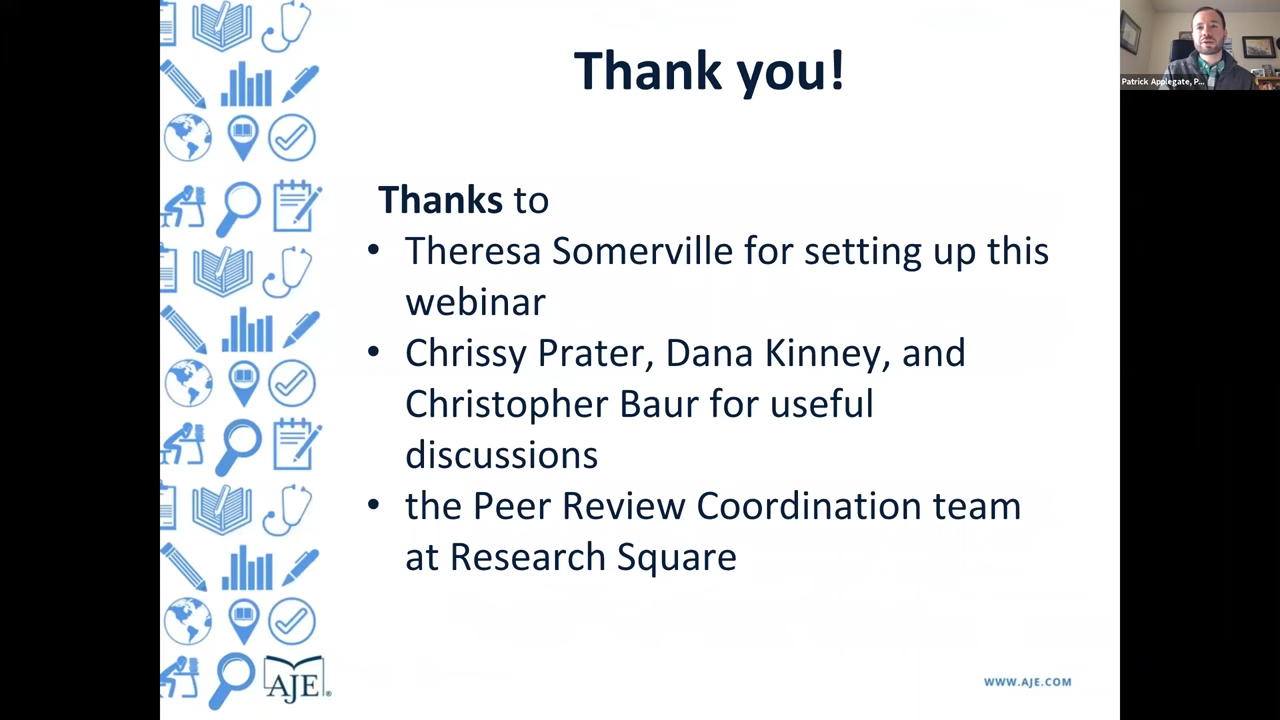 Thank you!
Patrick Applegate, P...
Thanks to
• Theresa Somerville for setting up this
webinar
• Chrissy Prater, Dana Kinney, and
Christopher Baur for useful
discussions
• the Peer Review Coordination team
at Research Square
AJE®
WWW.AJE.COM